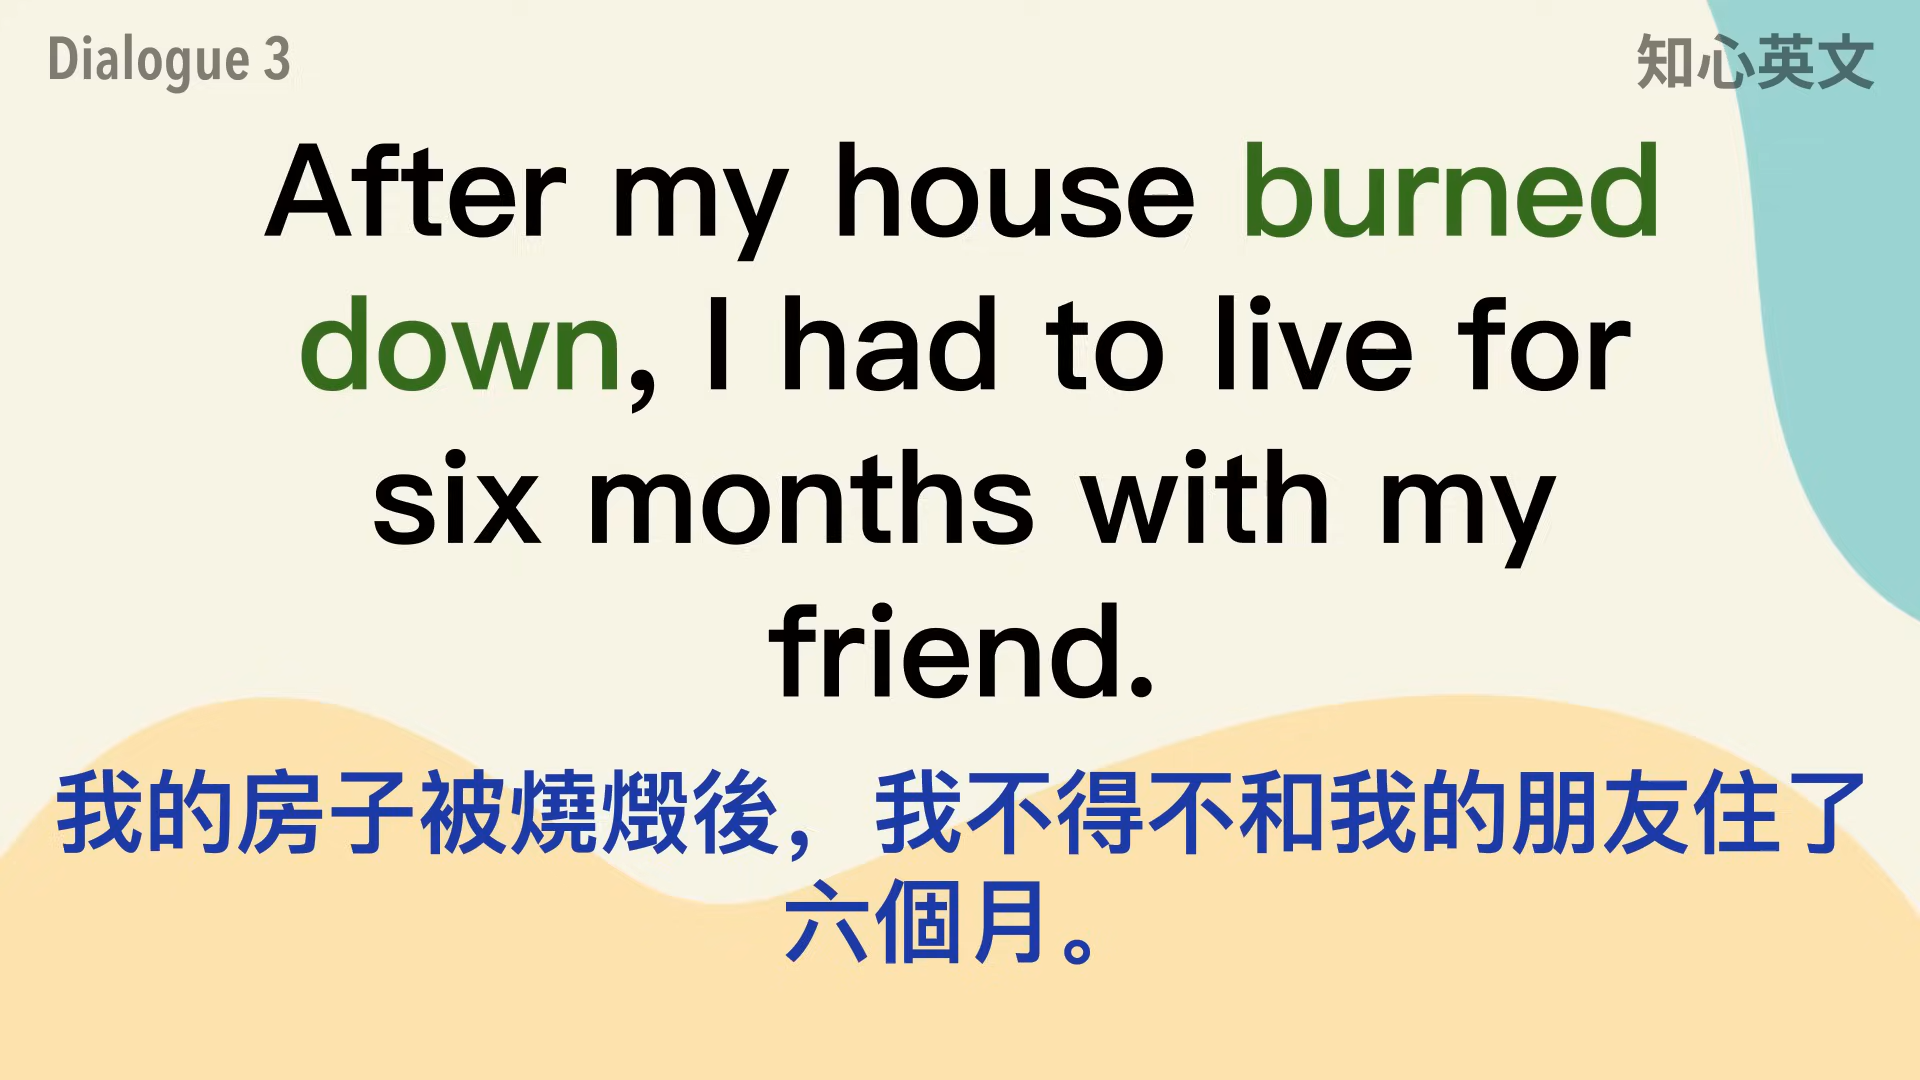 Dialogue 3
知心英文
After my house burned
down, I had to live for
six months with my
friend.
我的房子被燒燬後，我不得不和我的朋友住了
六個月。